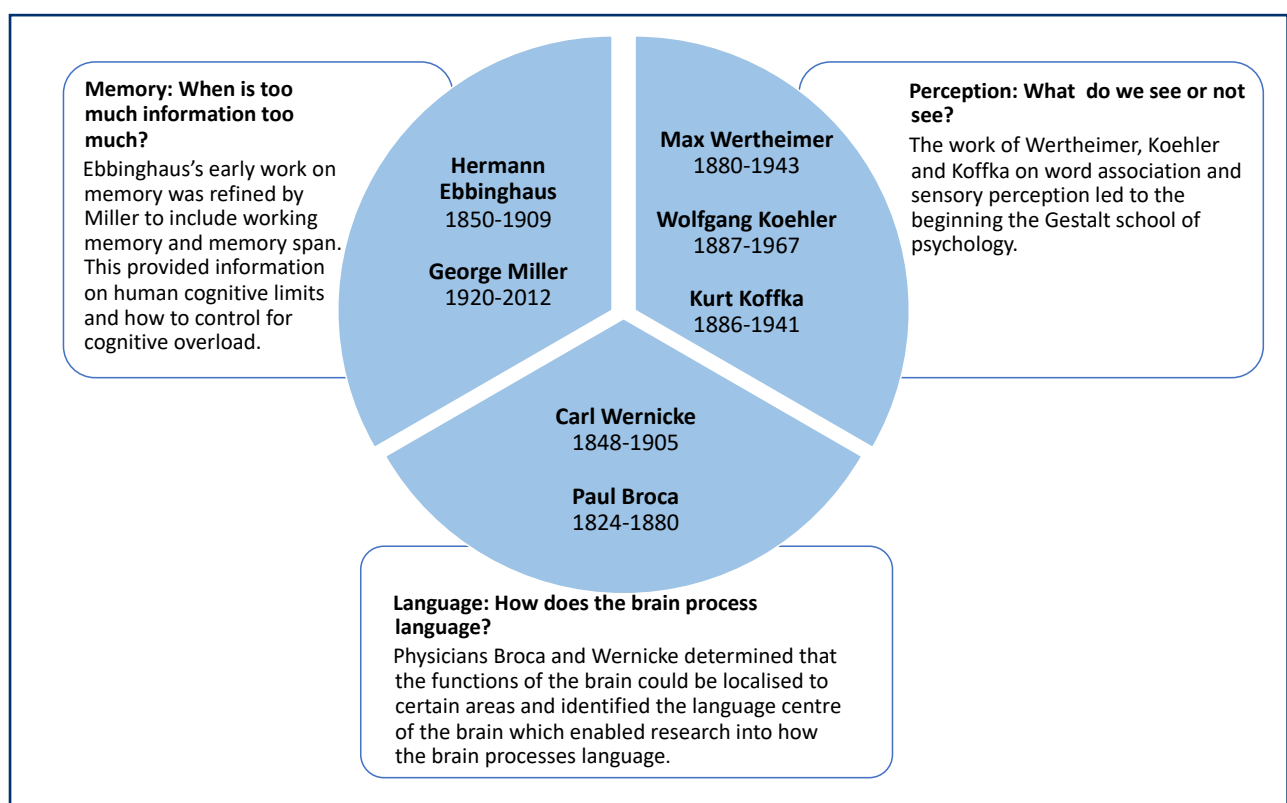 Memory: When is too
much information too
much?
Ebbinghaus’s early work on
memory was refined by
Miller to include working
memory and memory span.
This provided information
on human cognitive limits
and how to control for
cognitive overload.
Hermann
Ebbinghaus
1850-1909
George Miller
1920-2012
Max Wertheimer
1880-1943
Wolfgang Koehler
1887-1967
Kurt Koffka
1886-1941
Perception: What do we see or not
see?
The work of Wertheimer, Koehler
and Koffka on word association and
sensory perception led to the
beginning the Gestalt school of
psychology.
Carl Wernicke
1848-1905
Paul Broca
1824-1880
Language: How does the brain process
language?
Physicians Broca and Wernicke determined that
the functions of the brain could be localised to
certain areas and identified the language centre
of the brain which enabled research into how
the brain processes language.